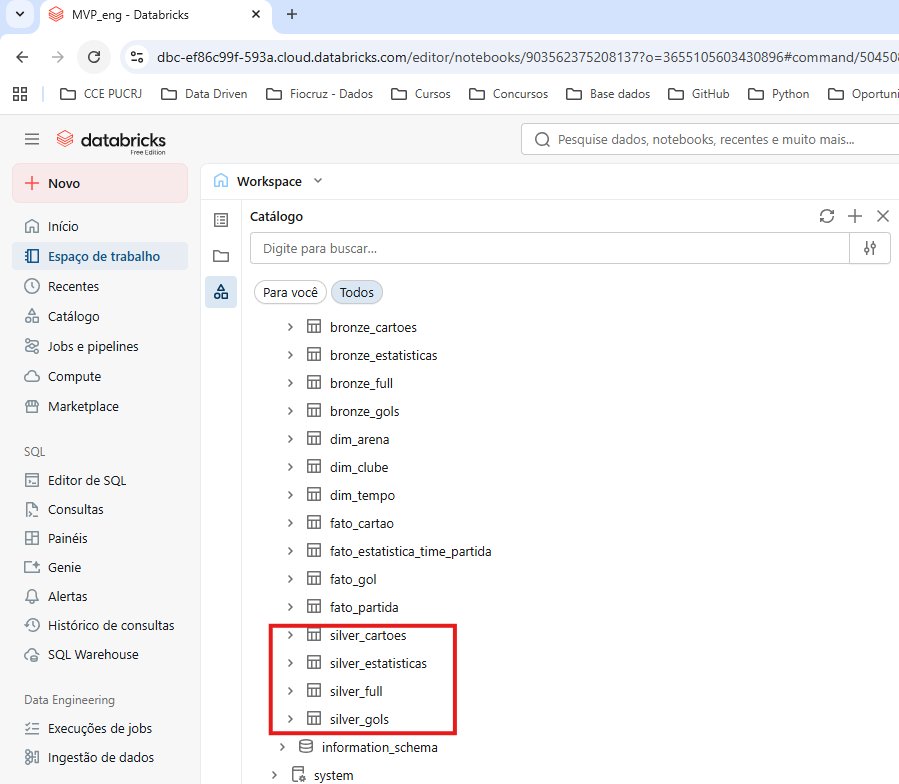 MVP_eng - Databricks
dbc-ef86c99f-593a.cloud.databricks.com/editor/notebooks/903562375208137?o=3655105603430896#command/50450
CCE PUCRJ Data Driven Fiocruz - Dados Cursos Concursos Base dados GitHub Python Oportuni
databricks
Free Edition
Pesquise dados, notebooks, recentes e muito mais...
Novo
Início
Espaço de trabalho
Recentes
Catálogo
Jobs e pipelines
Compute
Marketplace
SQL
Editor de SQL
Consultas
Painéis
Genie
Alertas
Histórico de consultas
SQL Warehouse
Data Engineering
Execuções de jobs
Ingestão de dados
Workspace
Catálogo
Digite para buscar...
Para você Todos
bronze_cartoes
bronze_estatisticas
bronze_full
bronze_gols
dim_arena
dim_clube
dim_tempo
fato_cartao
fato_estatistica_time_partida
fato_gol
fato_partida
silver_cartoes
silver_estatisticas
silver_full
silver_gols
information_schema
system